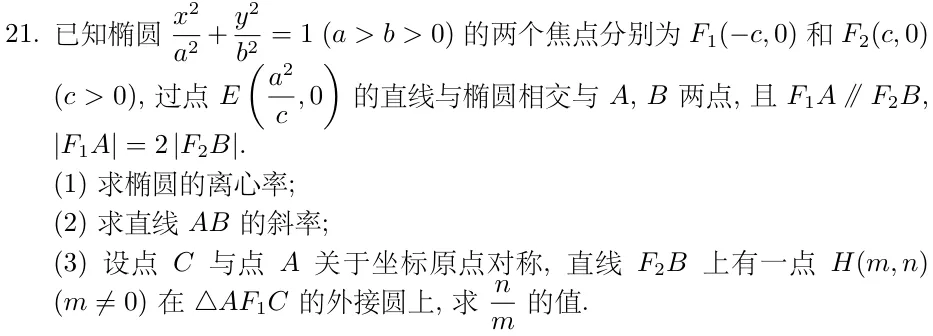 21. 已知椭圆 $\frac{x^2}{a^2}+\frac{y^2}{b^2}=1$ ($a>b>0$) 的两个焦点分别为 $F_1(-c,0)$ 和 $F_2(c,0)$
($c>0$), 过点 $E\left(\frac{a^2}{c},0\right)$ 的直线与椭圆相交与 $A$, $B$ 两点, 且 $F_1A \parallel F_2B$,
$|F_1A|=2|F_2B|$.
(1) 求椭圆的离心率;
(2) 求直线 $AB$ 的斜率;
(3) 设点 $C$ 与点 $A$ 关于坐标原点对称, 直线 $F_2B$ 上有一点 $H(m,n)$
($m\neq 0$) 在 $\triangle AF_1C$ 的外接圆上, 求 $\frac{n}{m}$ 的值.